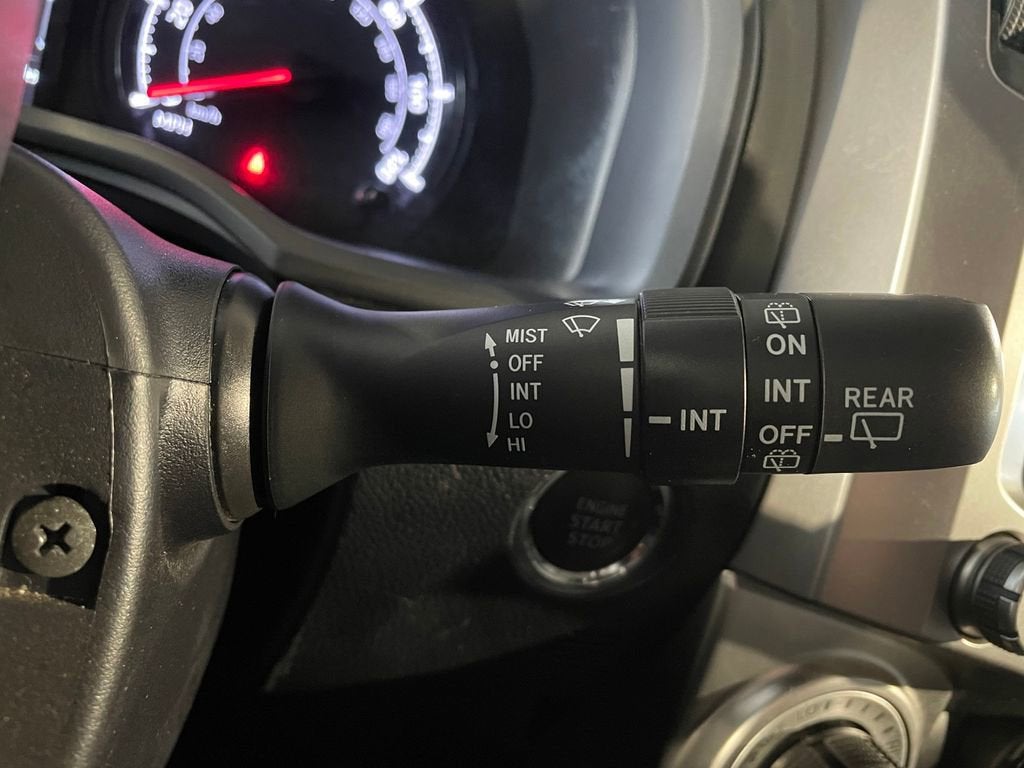 MIST
OFF
INT
LO
HI
INT
ON
INT
OFF
REAR
ENGINE
START
STOP